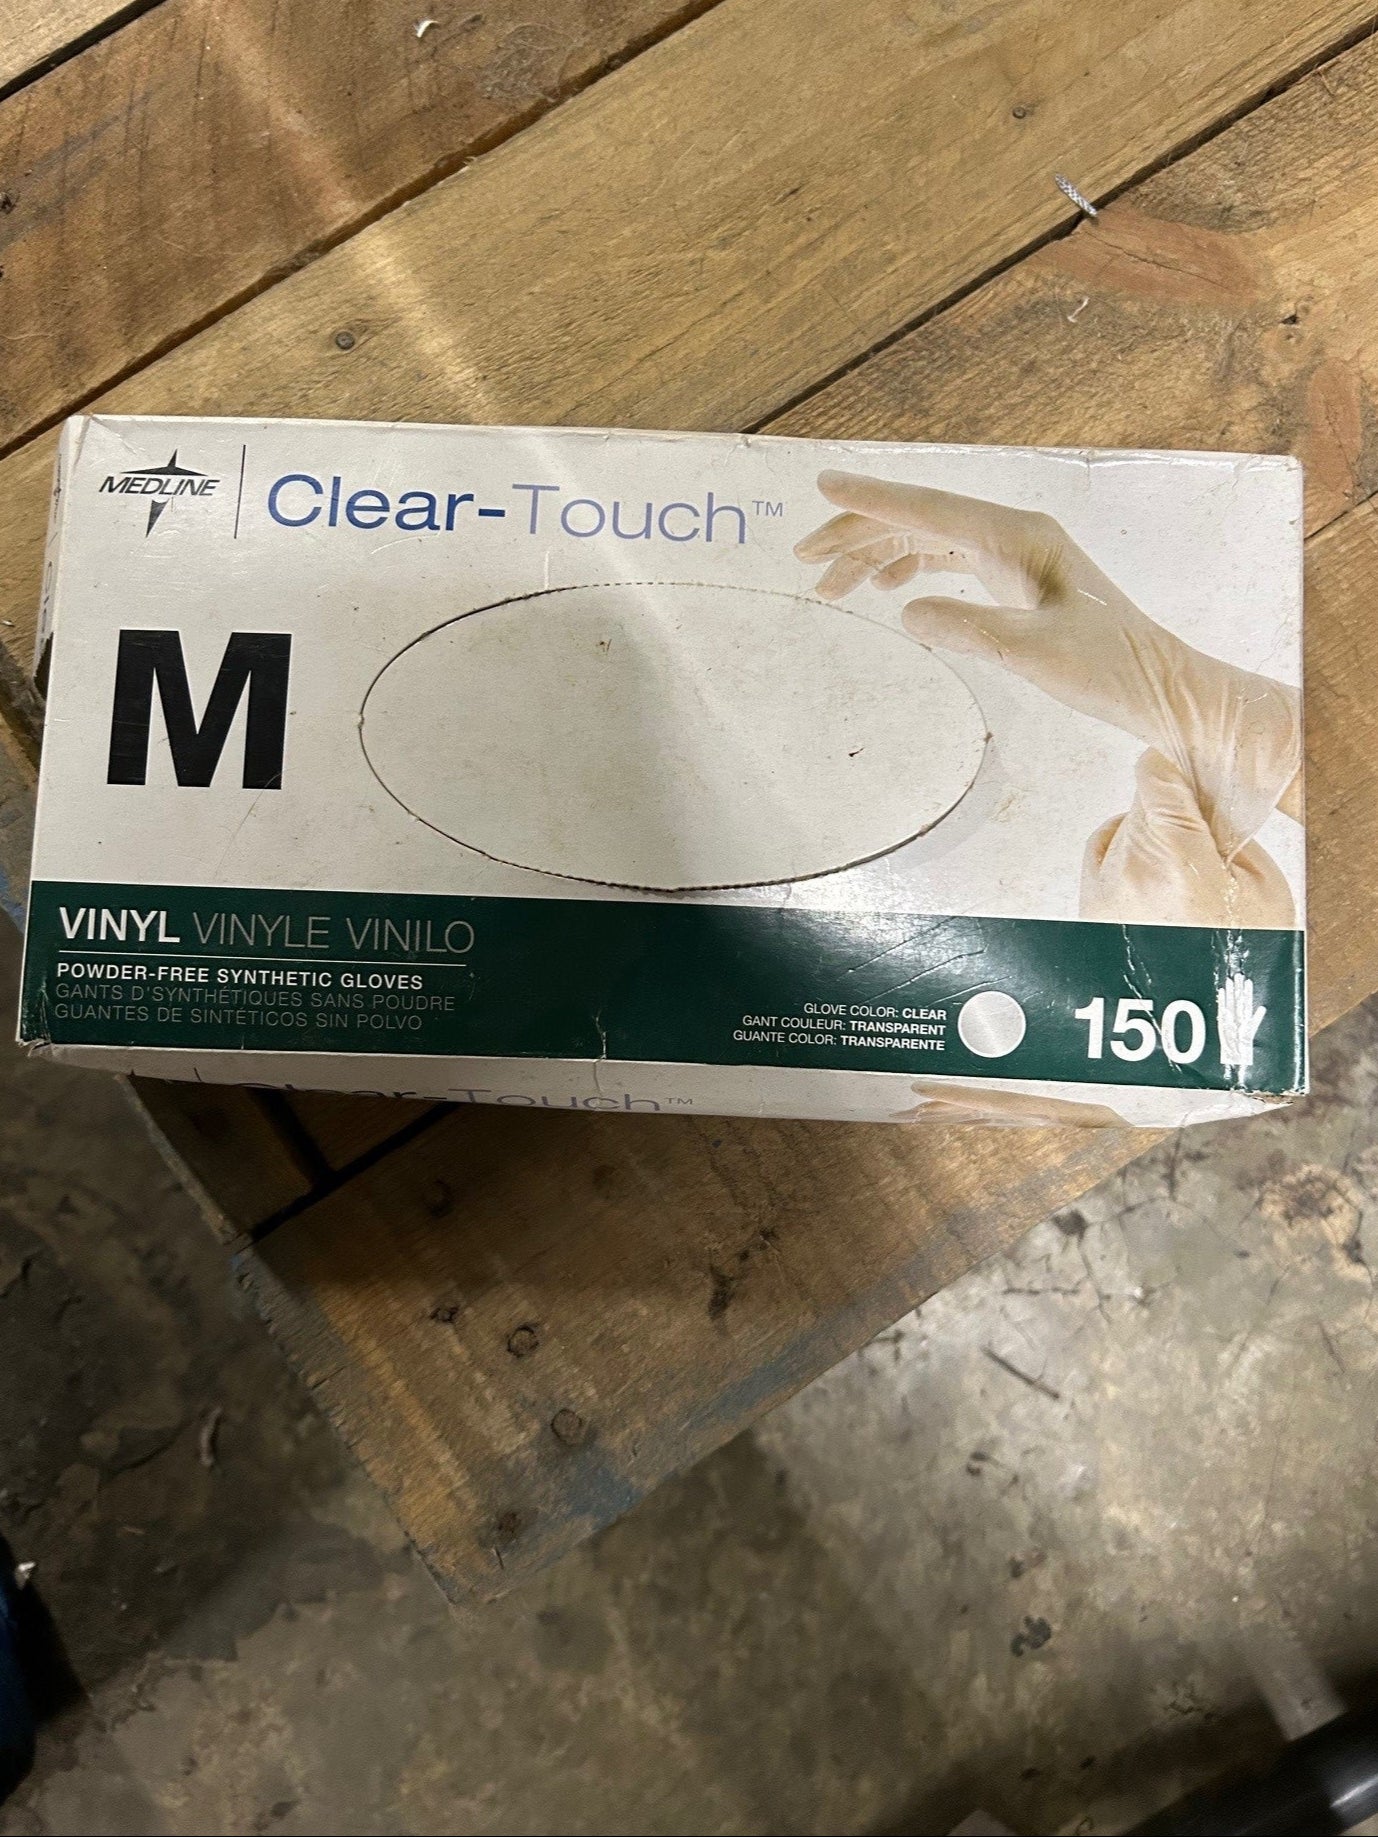 MEDLINE
Clear-Touch™
M
VINYL VINYLE VINILO
POWDER-FREE SYNTHETIC GLOVES
GANTS D'SYNTHÉTIQUES SANS POUDRE
GUANTES DE SINTÉTICOS SIN POLVO
GLOVE COLOR: CLEAR
GANT COULEUR: TRANSPARENT
GUANTE COLOR: TRANSPARENTE
150
Clear-Touch™